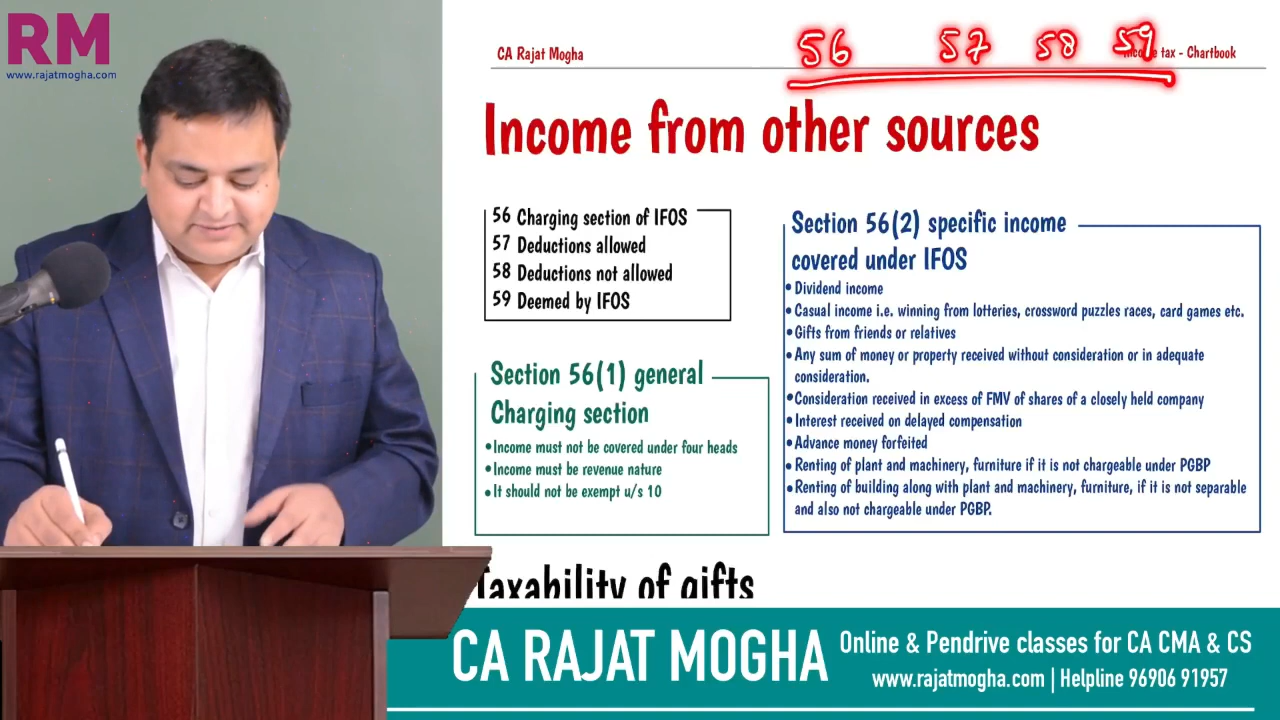 RM
www.rajatmogha.com
CA Rajat Mogha
56 57 58 59
tax - Chartbook
Income from other sources
56 Charging section of IFOS
57 Deductions allowed
58 Deductions not allowed
59 Deemed by IFOS
Section 56(1) general
Charging section
•Income must not be covered under four heads
•Income must be revenue nature
•It should not be exempt u/s 10
Section 56(2) specific income
covered under IFOS
•Dividend income
•Casual income i.e. winning from lotteries, crossword puzzles races, card games etc.
•Gifts from friends or relatives
•Any sum of money or property received without consideration or in adequate
consideration.
•Consideration received in excess of FMV of shares of a closely held company
•Interest received on delayed compensation
•Advance money forfeited
•Renting of plant and machinery, furniture if it is not chargeable under PGBP
•Renting of building along with plant and machinery, furniture, if it is not separable
and also not chargeable under PGBP.
Taxability of gifts
CA RAJAT MOGHA
Online & Pendrive classes for CA CMA & CS
www.rajatmogha.com | Helpline 96906 91957